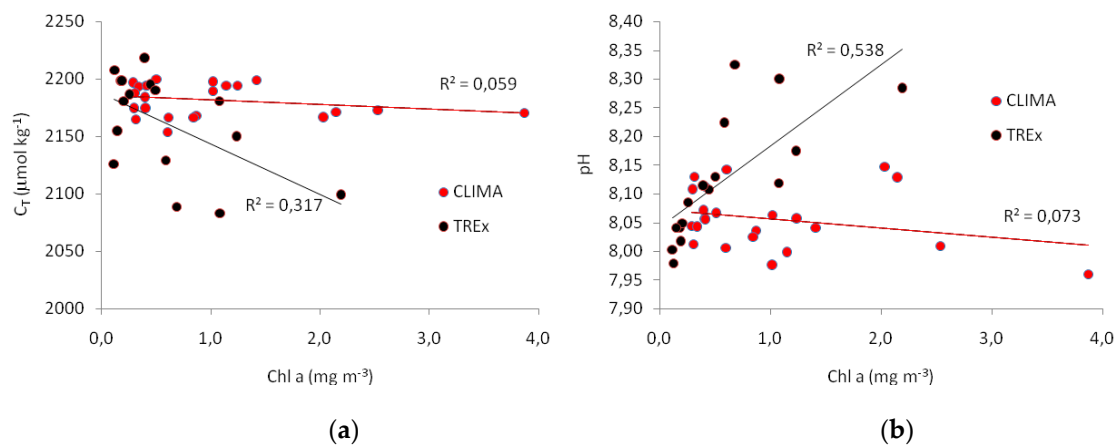 2250
2200
2150
2100
2050
2000
C_T (µmol kg⁻¹)
R² = 0,059
CLIMA
TREx
R² = 0,317
0,0 1,0 2,0 3,0 4,0
Chl a (mg m⁻³)
(a)
8,40
8,35
8,30
8,25
8,20
8,15
8,10
8,05
8,00
7,95
7,90
pH
R² = 0,538
CLIMA
TREx
R² = 0,073
0,0 1,0 2,0 3,0 4,0
Chl a (mg m⁻³)
(b)